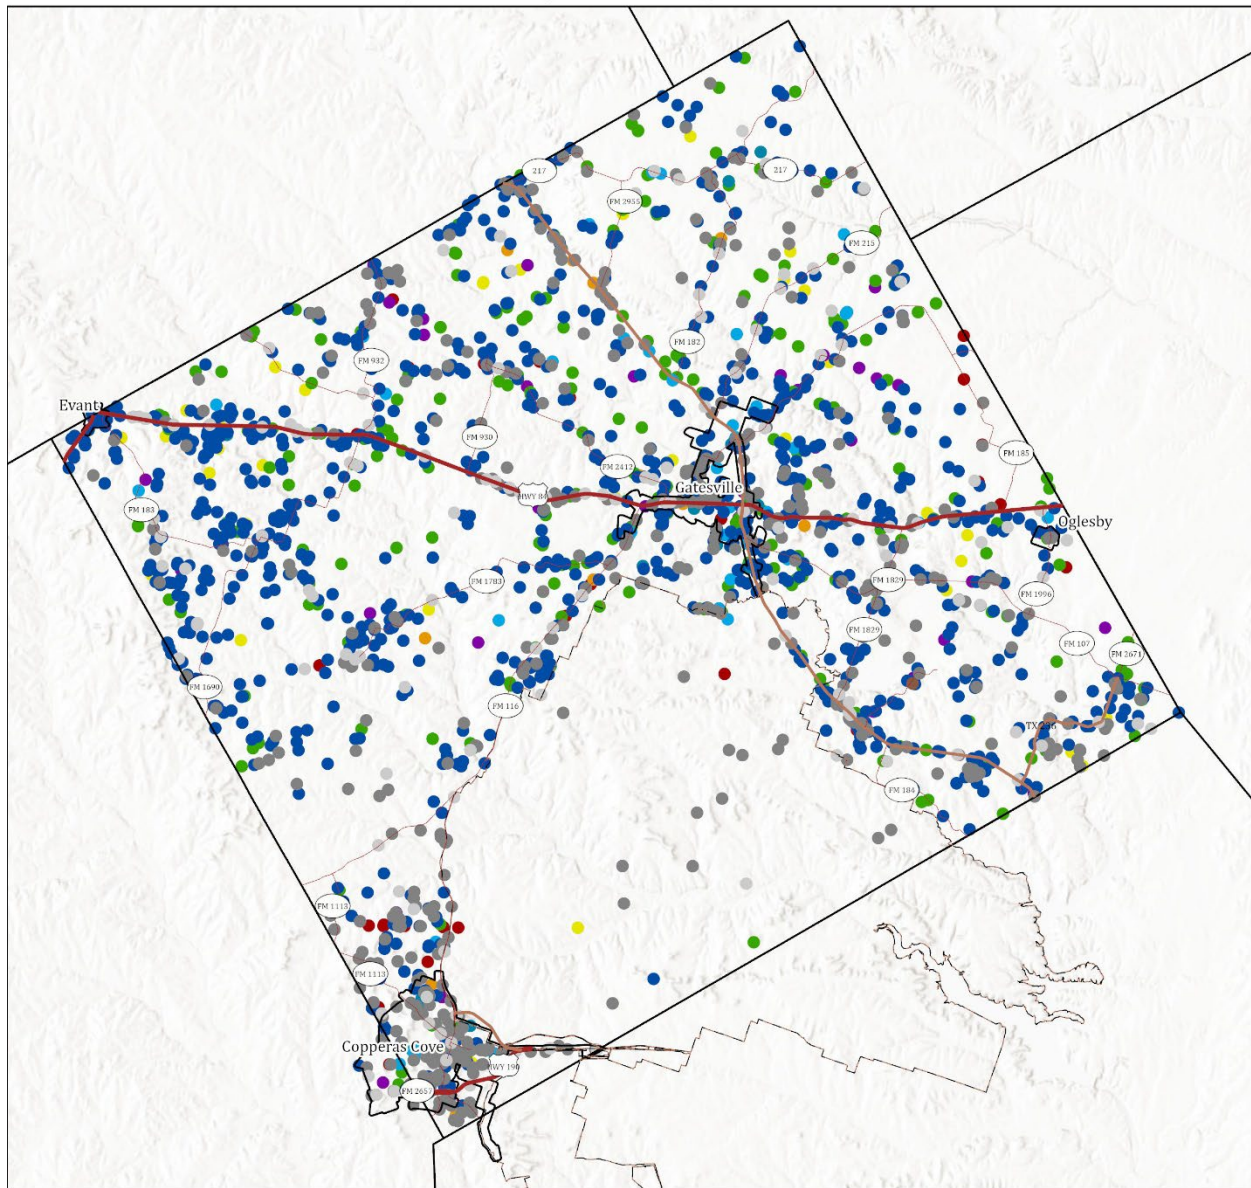 217
217
FM 2955
FM 215
FM 182
FM 932
Evant
FM 930
FM 2412
FM 185
HWY 84
Gatesville
FM 183
Oglesby
FM 1783
FM 1829
FM 1996
FM 1829
FM 107
FM 2671
FM 1690
FM 116
TX 236
FM 184
FM 1113
FM 1113
Copperas Cove
HWY 190
FM 2657